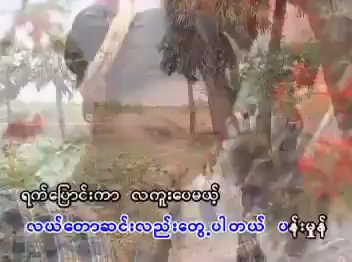 ရက်ပြောင်းကာ လကူးပေမယ့်
လယ်တောဆင်းလည်းတွေ့ပါတယ် ပန်းမှုန်